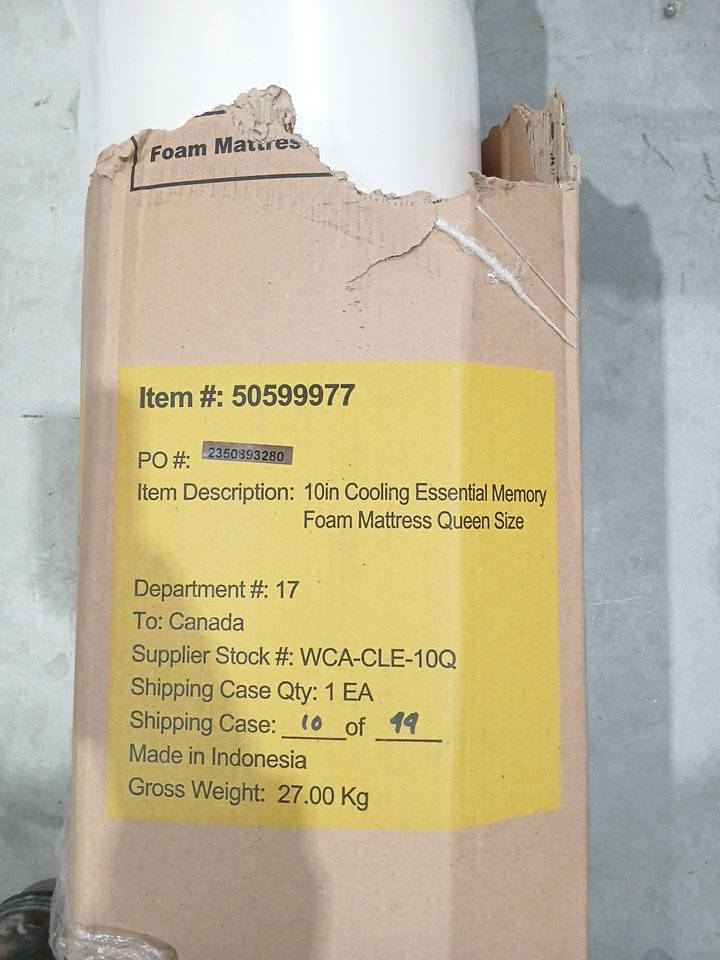 Foam Mattres
Item #: 50599977
PO #: 2350893280
Item Description: 10in Cooling Essential Memory
Foam Mattress Queen Size
Department #: 17
To: Canada
Supplier Stock #: WCA-CLE-10Q
Shipping Case Qty: 1 EA
Shipping Case: 10 of 99
Made in Indonesia
Gross Weight: 27.00 Kg